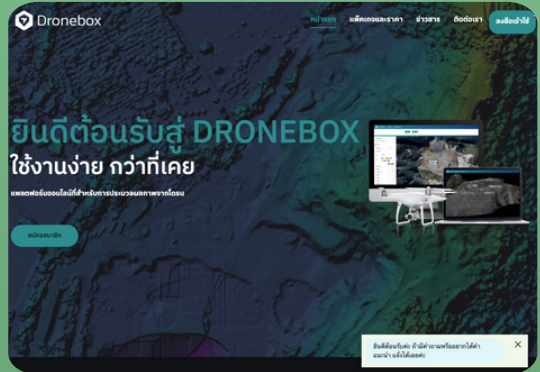 Dronebox
หน้าแรก แพ็คเกจและราคา ข่าวสาร ติดต่อเรา ลงชื่อเข้าใช้
ยินดีต้อนรับสู่ DRONEBOX
ใช้งานง่าย กว่าที่เคย
แพลตฟอร์มออนไลน์ที่สำหรับการประมวลผลภาพจากโดรน
สมัครสมาชิก
ยินดีต้อนรับค่ะ ถ้ามีคำถามหรืออยากได้คำ
แนะนำ แจ้งได้เลยค่ะ